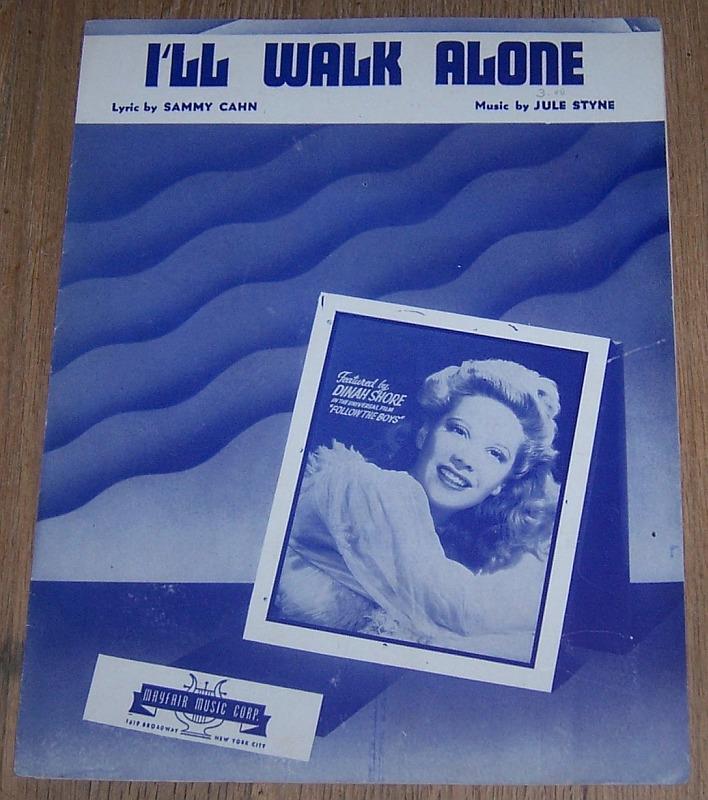 I'LL WALK ALONE
Lyric by SAMMY CAHN
Music by JULE STYNE
Featured by
DINAH SHORE
IN THE UNIVERSAL FILM
"FOLLOW THE BOYS"
MAYFAIR MUSIC CORP.
1619 BROADWAY NEW YORK CITY